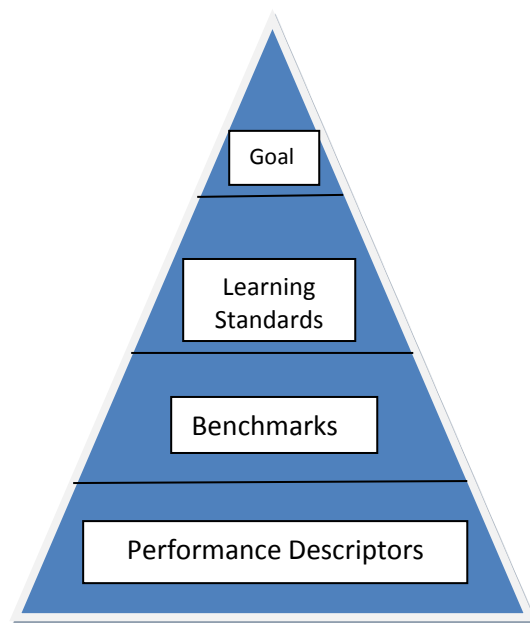 Goal
Learning
Standards
Benchmarks
Performance Descriptors